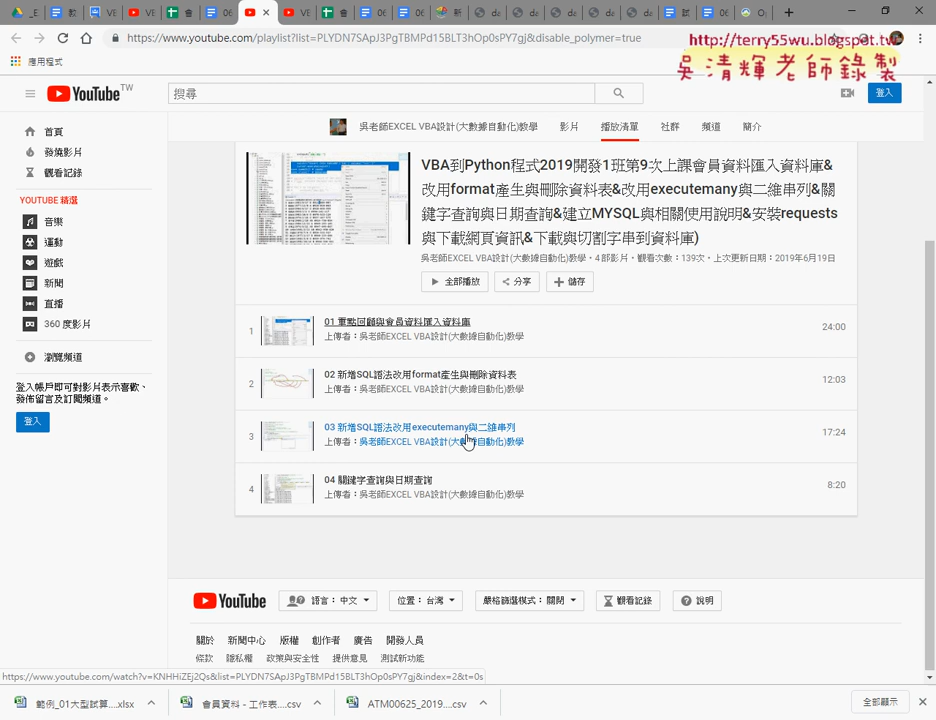 _E
教
VE
VE
會
06
VE
會
06
06
新
da
da
da
da
da
試
06
O
https://www.youtube.com/playlist?list=PLYDN7SApJ3PgTBMPd15BLT3hOp0sPY7gj&disable_polymer=true
http://terry55wu.blogspot.tw
吳清輝老師錄製
應用程式
YouTube TW
搜尋
登入
首頁
發燒影片
觀看記錄
YOUTUBE 精選
音樂
運動
遊戲
新聞
直播
360 度影片
瀏覽頻道
登入帳戶即可對影片表示喜歡、
發佈留言及訂閱頻道。
登入
吳老師EXCEL VBA設計(大數據自動化)教學
影片
播放清單
社群
頻道
簡介
VBA到Python程式2019開發1班第9次上課會員資料匯入資料庫&
改用format產生與刪除資料表&改用executemany與二維串列&關
鍵字查詢與日期查詢&建立MYSQL與相關使用說明&安裝requests
與下載網頁資訊&下載與切割字串到資料庫)
吳老師EXCEL VBA設計(大數據自動化)教學・4 部影片・觀看次數：139次・上次更新日期：2019年6月19日
全部播放
分享
儲存
1
01 重點回顧與會員資料匯入資料庫
上傳者：吳老師EXCEL VBA設計(大數據自動化)教學
24:00
2
02 新增SQL語法改用format產生與刪除資料表
上傳者：吳老師EXCEL VBA設計(大數據自動化)教學
12:03
3
03 新增SQL語法改用executemany與二維串列
上傳者：吳老師EXCEL VBA設計(大數據自動化)教學
17:24
4
04 關鍵字查詢與日期查詢
上傳者：吳老師EXCEL VBA設計(大數據自動化)教學
8:20
YouTube
語言：中文
位置：台灣
嚴格篩選模式：關閉
觀看記錄
說明
關於
新聞中心
版權
創作者
廣告
開發人員
條款
隱私權
政策與安全性
提供意見
測試新功能
https://www.youtube.com/watch?v=KNHHiZEj2Qs&list=PLYDN7SApJ3PgTBMPd15BLT3hOp0sPY7gj&index=2&t=0s
範例_01大型試算....xlsx
會員資料 - 工作表....csv
ATM00625_2019....csv
全部顯示